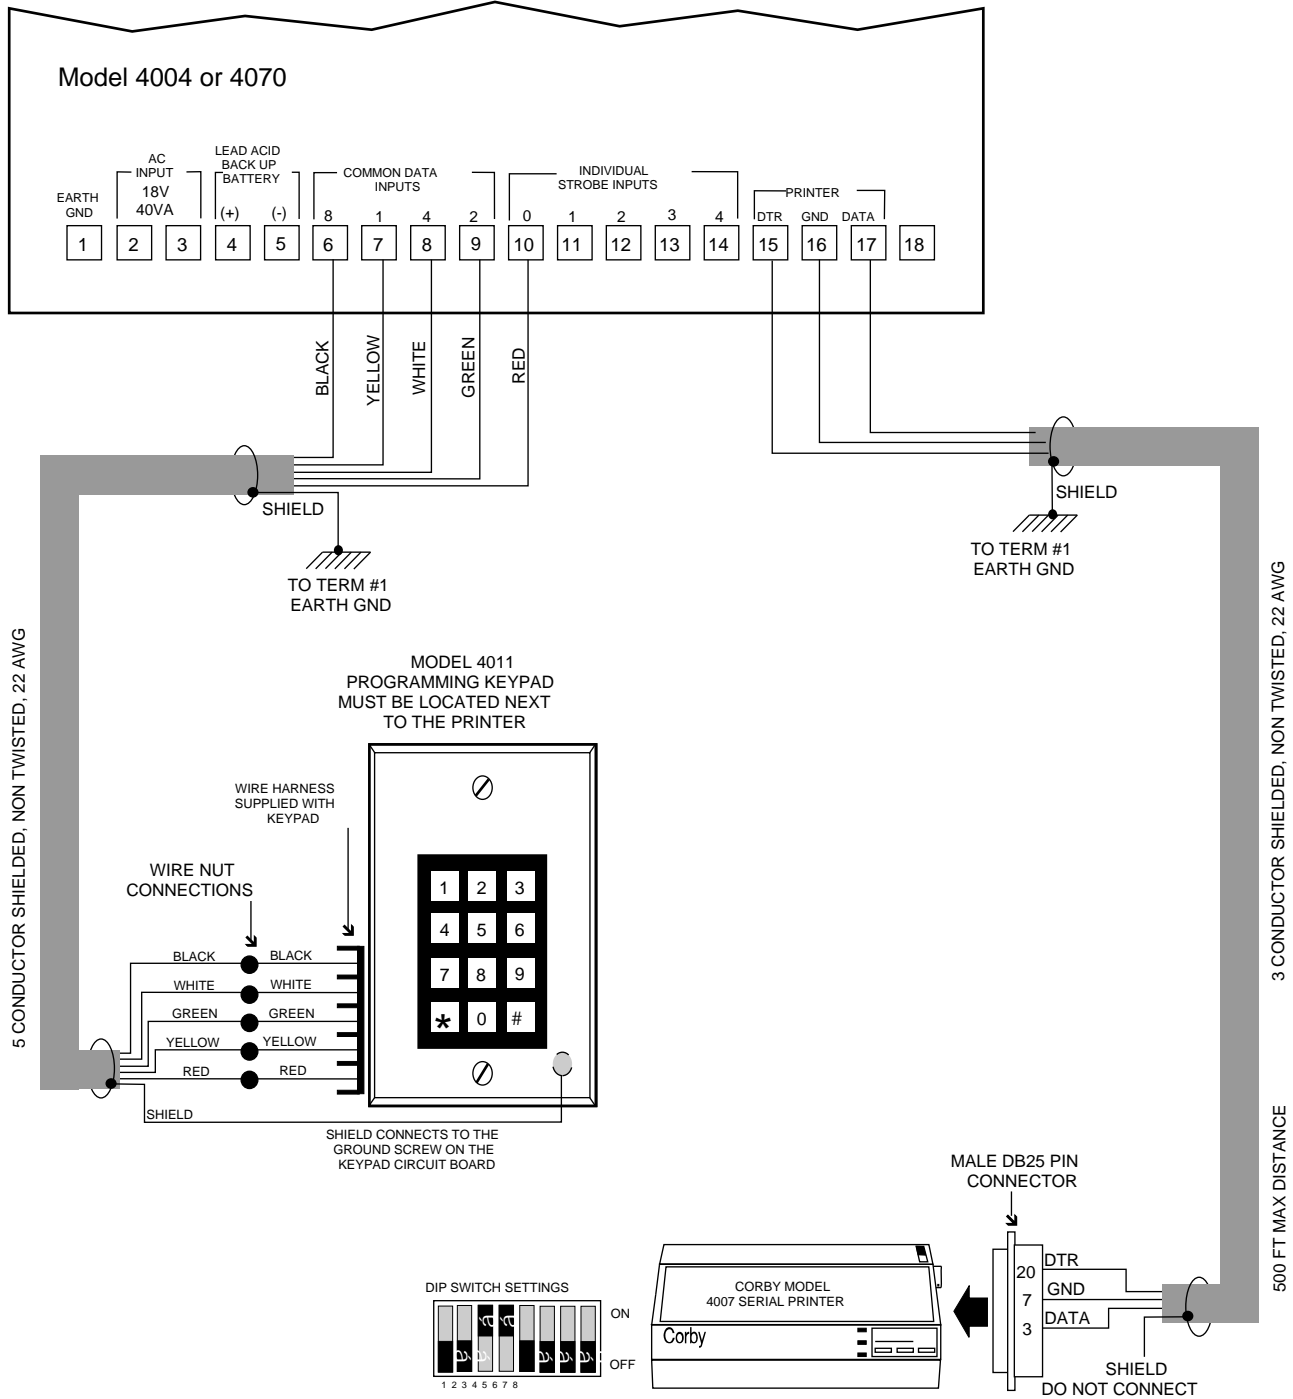 Model 4004 or 4070
EARTH
GND
AC
INPUT
18V
40VA
LEAD ACID
BACK UP
BATTERY
(+) (-)
COMMON DATA
INPUTS
8 1 4 2
INDIVIDUAL
STROBE INPUTS
0 1 2 3 4
PRINTER
DTR GND DATA
1 2 3 4 5 6 7 8 9 10 11 12 13 14 15 16 17 18
BLACK
YELLOW
WHITE
GREEN
RED
SHIELD
TO TERM #1
EARTH GND
SHIELD
TO TERM #1
EARTH GND
5 CONDUCTOR SHIELDED, NON TWISTED, 22 AWG
3 CONDUCTOR SHIELDED, NON TWISTED, 22 AWG
500 FT MAX DISTANCE
MODEL 4011
PROGRAMMING KEYPAD
MUST BE LOCATED NEXT
TO THE PRINTER
WIRE HARNESS
SUPPLIED WITH
KEYPAD
WIRE NUT
CONNECTIONS
1 2 3
4 5 6
7 8 9
* 0 #
BLACK BLACK
WHITE WHITE
GREEN GREEN
YELLOW YELLOW
RED RED
SHIELD
SHIELD CONNECTS TO THE
GROUND SCREW ON THE
KEYPAD CIRCUIT BOARD
MALE DB25 PIN
CONNECTOR
20 DTR
7 GND
3 DATA
SHIELD
DO NOT CONNECT
CORBY MODEL
4007 SERIAL PRINTER
Corby
DIP SWITCH SETTINGS
ON
OFF
1 2 3 4 5 6 7 8